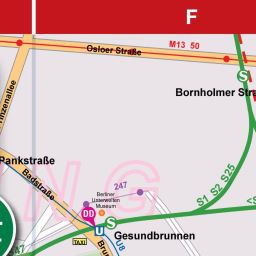 F
M13 50
Osloer Straße
Bornholmer Stra
S
Pankstraße
Badstraße
N G
247
Berliner
Unterwelten
Museum
DD
S1 S2 S25
S
U
Gesundbrunnen
TAXI
U8
Bru